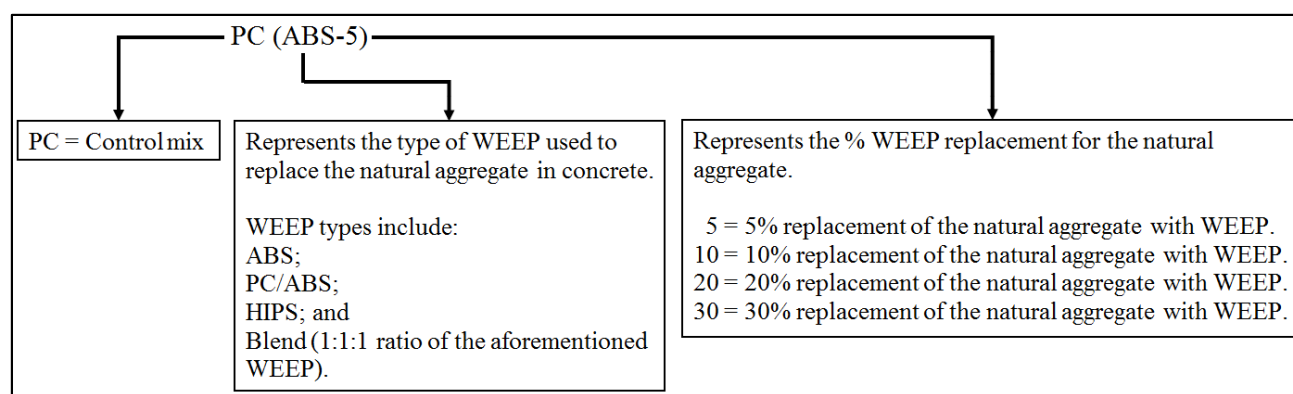 PC (ABS-5)
PC = Control mix
Represents the type of WEEP used to
replace the natural aggregate in concrete.
WEEP types include:
ABS;
PC/ABS;
HIPS; and
Blend (1:1:1 ratio of the aforementioned
WEEP).
Represents the % WEEP replacement for the natural
aggregate.
5 = 5% replacement of the natural aggregate with WEEP.
10 = 10% replacement of the natural aggregate with WEEP.
20 = 20% replacement of the natural aggregate with WEEP.
30 = 30% replacement of the natural aggregate with WEEP.